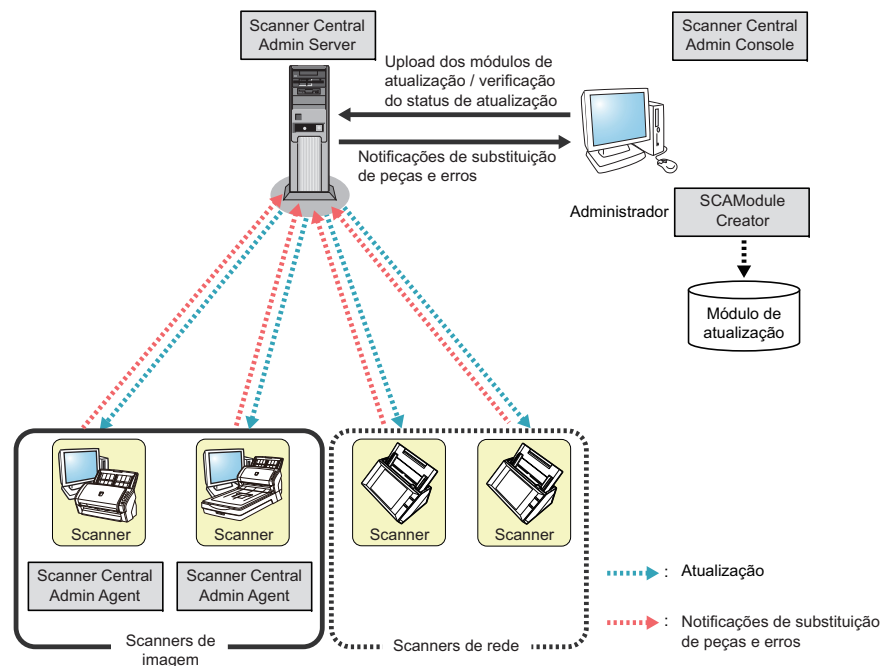 Scanner Central
Admin Server
Scanner Central
Admin Console
Upload dos módulos de
atualização / verificação
do status de atualização
Notificações de substituição
de peças e erros
Administrador
SCAModule
Creator
Módulo de
atualização
Scanner
Scanner
Scanner
Scanner
Scanner Central
Admin Agent
Scanner Central
Admin Agent
Scanners de
imagem
Scanners de rede
: Atualização
: Notificações de substituição
de peças e erros